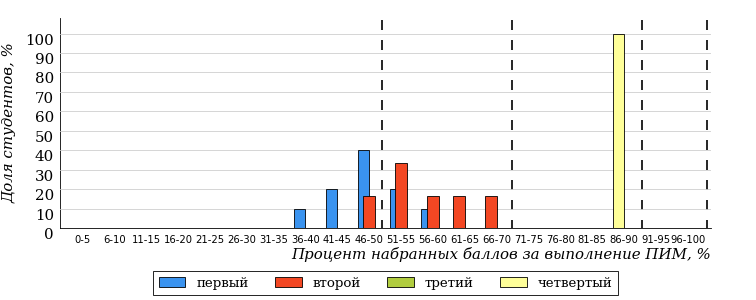 Доля студентов, %
100
90
80
70
60
50
40
30
20
10
0
0-5 6-10 11-15 16-20 21-25 26-30 31-35 36-40 41-45 46-50 51-55 56-60 61-65 66-70 71-75 76-80 81-85 86-90 91-95 96-100
Процент набранных баллов за выполнение ПИМ, %
первый второй третий четвертый